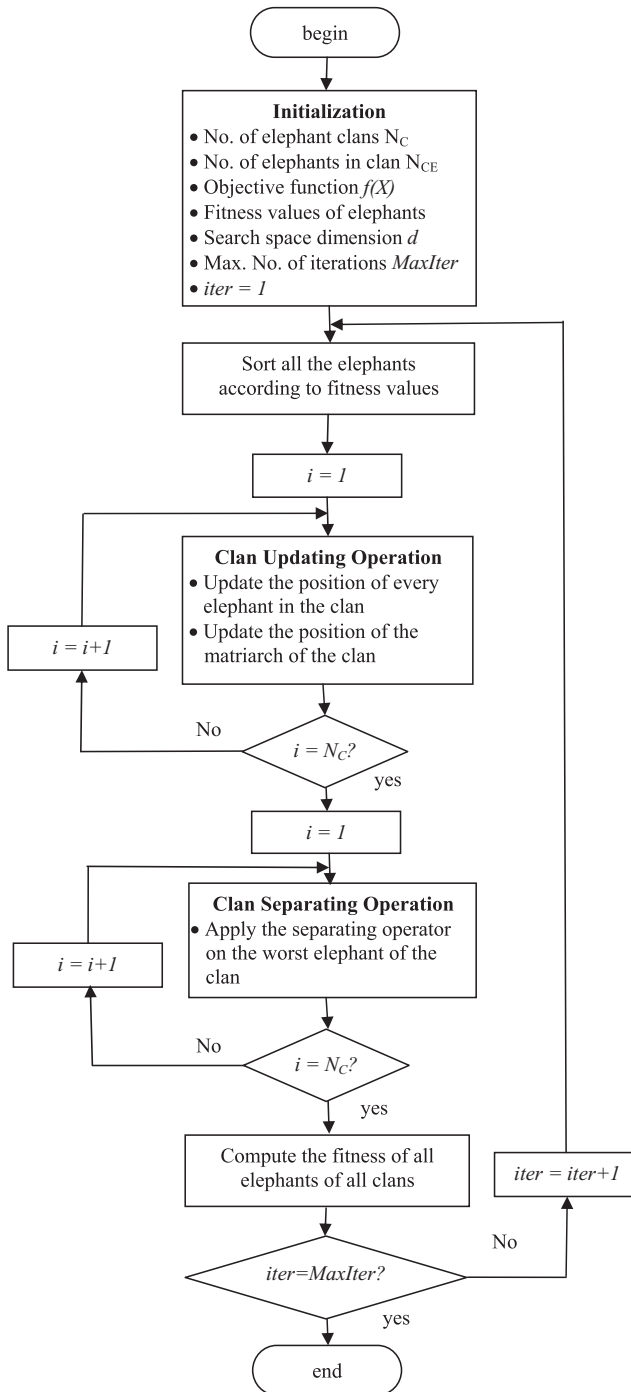 begin
Initialization
• No. of elephant clans N_C
• No. of elephants in clan N_CE
• Objective function f(X)
• Fitness values of elephants
• Search space dimension d
• Max. No. of iterations MaxIter
• iter = 1
Sort all the elephants
according to fitness values
i = 1
Clan Updating Operation
• Update the position of every
elephant in the clan
• Update the position of the
matriarch of the clan
i = i+1
No
i = N_C?
yes
i = 1
Clan Separating Operation
• Apply the separating operator
on the worst elephant of the
clan
i = i+1
No
i = N_C?
yes
Compute the fitness of all
elephants of all clans
iter = iter+1
No
iter=MaxIter?
yes
end